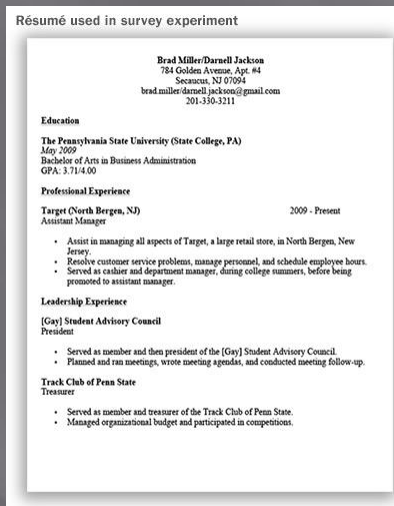 Résumé used in survey experiment
Brad Miller/Darnell Jackson
784 Golden Avenue, Apt. #4
Secaucus, NJ 07094
brad.miller/darnell.jackson@gmail.com
201-330-3211
Education
The Pennsylvania State University (State College, PA)
May 2009
Bachelor of Arts in Business Administration
GPA: 3.71/4.00
Professional Experience
Target (North Bergen, NJ) 2009 - Present
Assistant Manager
• Assist in managing all aspects of Target, a large retail store, in North Bergen, New
Jersey.
• Resolve customer service problems, manage personnel, and schedule employee hours.
• Served as cashier and department manager, during college summers, before being
promoted to assistant manager.
Leadership Experience
[Gay] Student Advisory Council
President
• Served as member and then president of the [Gay] Student Advisory Council.
• Planned and ran meetings, wrote meeting agendas, and conducted meeting follow-up.
Track Club of Penn State
Treasurer
• Served as member and treasurer of the Track Club of Penn State.
• Managed organizational budget and participated in competitions.